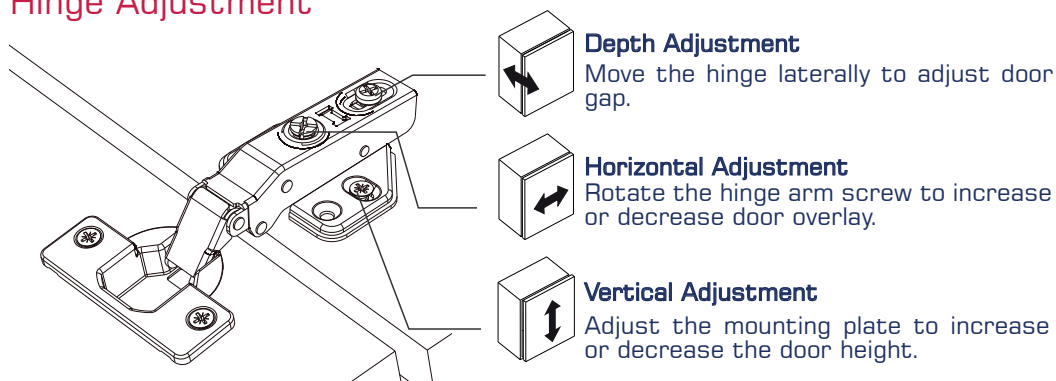 Hinge Adjustment
Depth Adjustment
Move the hinge laterally to adjust door
gap.
Horizontal Adjustment
Rotate the hinge arm screw to increase
or decrease door overlay.
Vertical Adjustment
Adjust the mounting plate to increase
or decrease the door height.